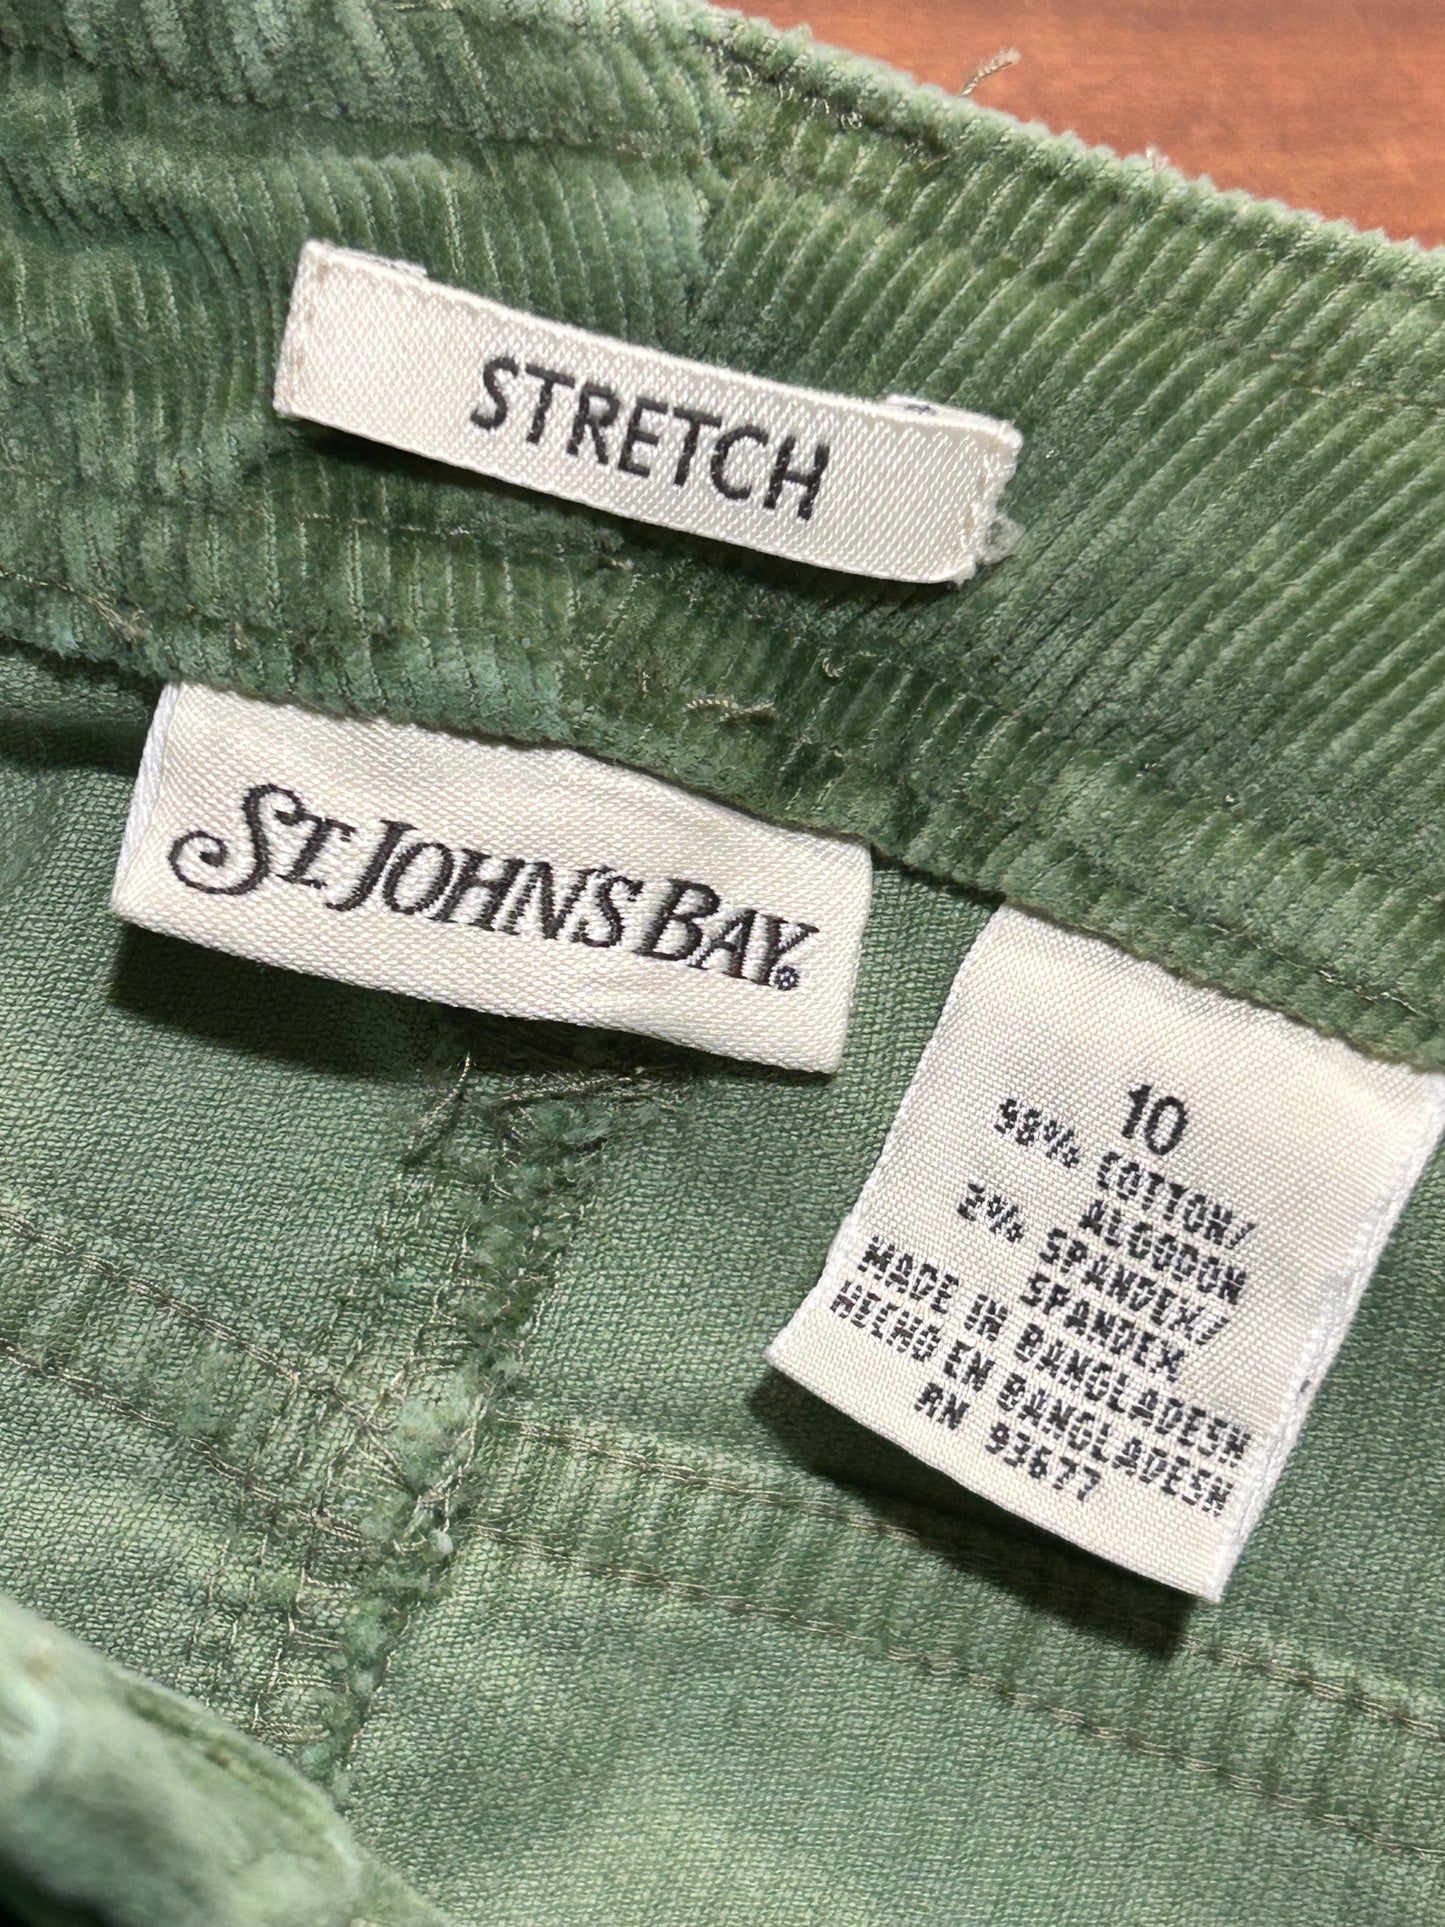 STRETCH
ST. JOHN'S BAY®
10
98% COTTON/
ALGODON
2% SPANDEX/
SPANDEX
MADE IN BANGLADESH
HECHO EN BANGLADESH
RN 93677